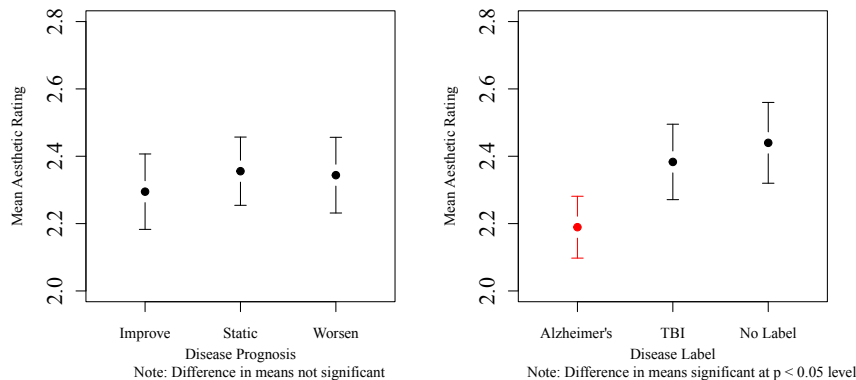 Mean Aesthetic Rating
2.8
2.6
2.4
2.2
2.0
Improve Static Worsen
Disease Prognosis
Note: Difference in means not significant
Mean Aesthetic Rating
2.8
2.6
2.4
2.2
2.0
Alzheimer's TBI No Label
Disease Label
Note: Difference in means significant at p < 0.05 level